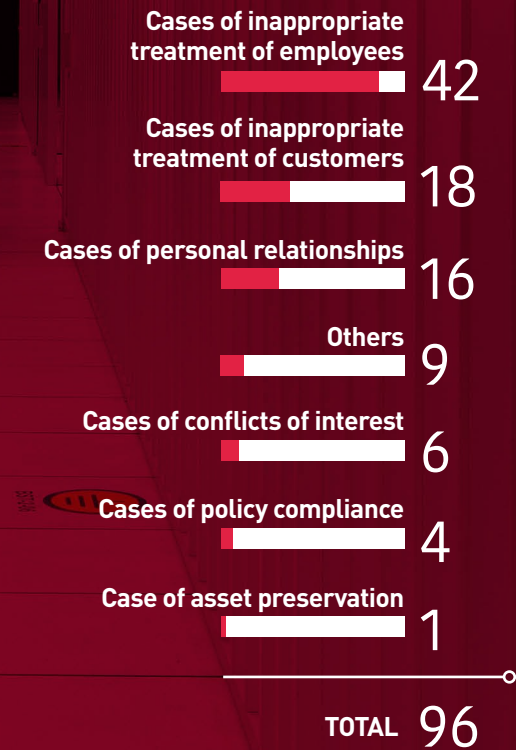 Cases of inappropriate
treatment of employees
42
Cases of inappropriate
treatment of customers
18
Cases of personal relationships
16
Others
9
Cases of conflicts of interest
6
Cases of policy compliance
4
Case of asset preservation
1
TOTAL 96